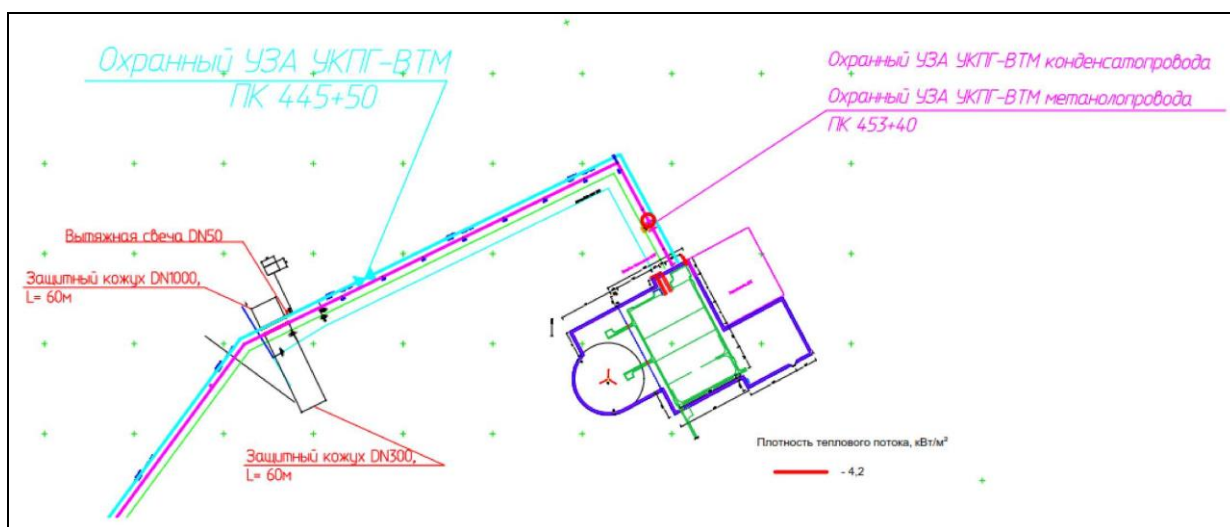 Охранный УЗА УКПГ-ВТМ
ПК 445+50
Охранный УЗА УКПГ-ВТМ конденсатопровода
Охранный УЗА УКПГ-ВТМ метанолопровода
ПК 453+40
Вытяжная свеча DN50
Защитный кожух DN1000,
L= 60м
Защитный кожух DN300,
L= 60м
Плотность теплового потока, кВт/м²
- 4,2